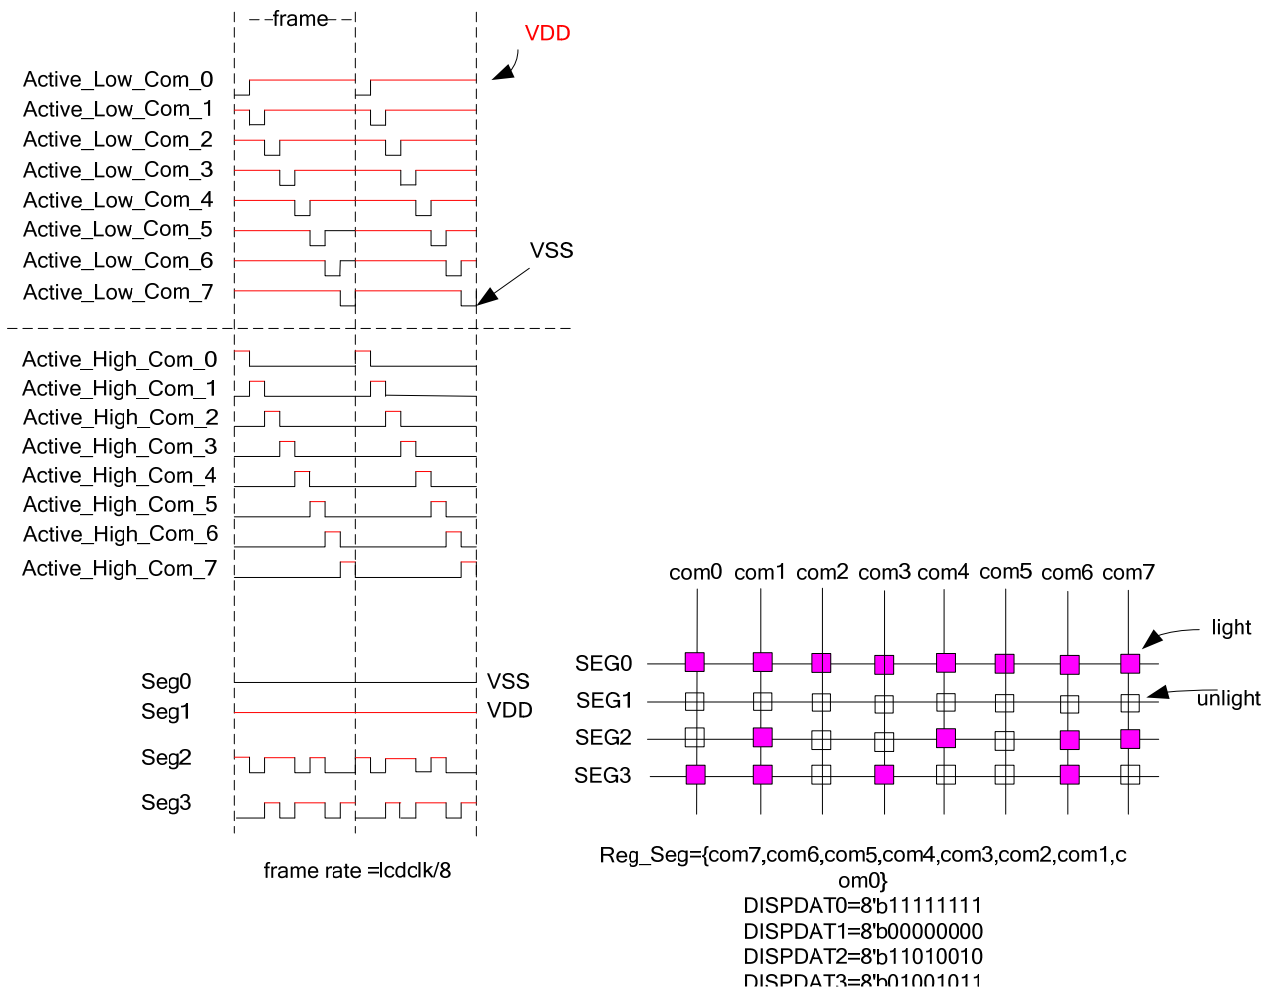 frame
VDD
Active_Low_Com_0
Active_Low_Com_1
Active_Low_Com_2
Active_Low_Com_3
Active_Low_Com_4
Active_Low_Com_5
VSS
Active_Low_Com_6
Active_Low_Com_7
Active_High_Com_0
Active_High_Com_1
Active_High_Com_2
Active_High_Com_3
Active_High_Com_4
Active_High_Com_5
Active_High_Com_6
Active_High_Com_7
Seg0 VSS
Seg1 VDD
Seg2
Seg3
frame rate =lcdclk/8
com0 com1 com2 com3 com4 com5 com6 com7
light
SEG0
SEG1
unlight
SEG2
SEG3
Reg_Seg={com7,com6,com5,com4,com3,com2,com1,c
om0}
DISPDAT0=8'b11111111
DISPDAT1=8'b00000000
DISPDAT2=8'b11010010
DISPDAT3=8'b01001011